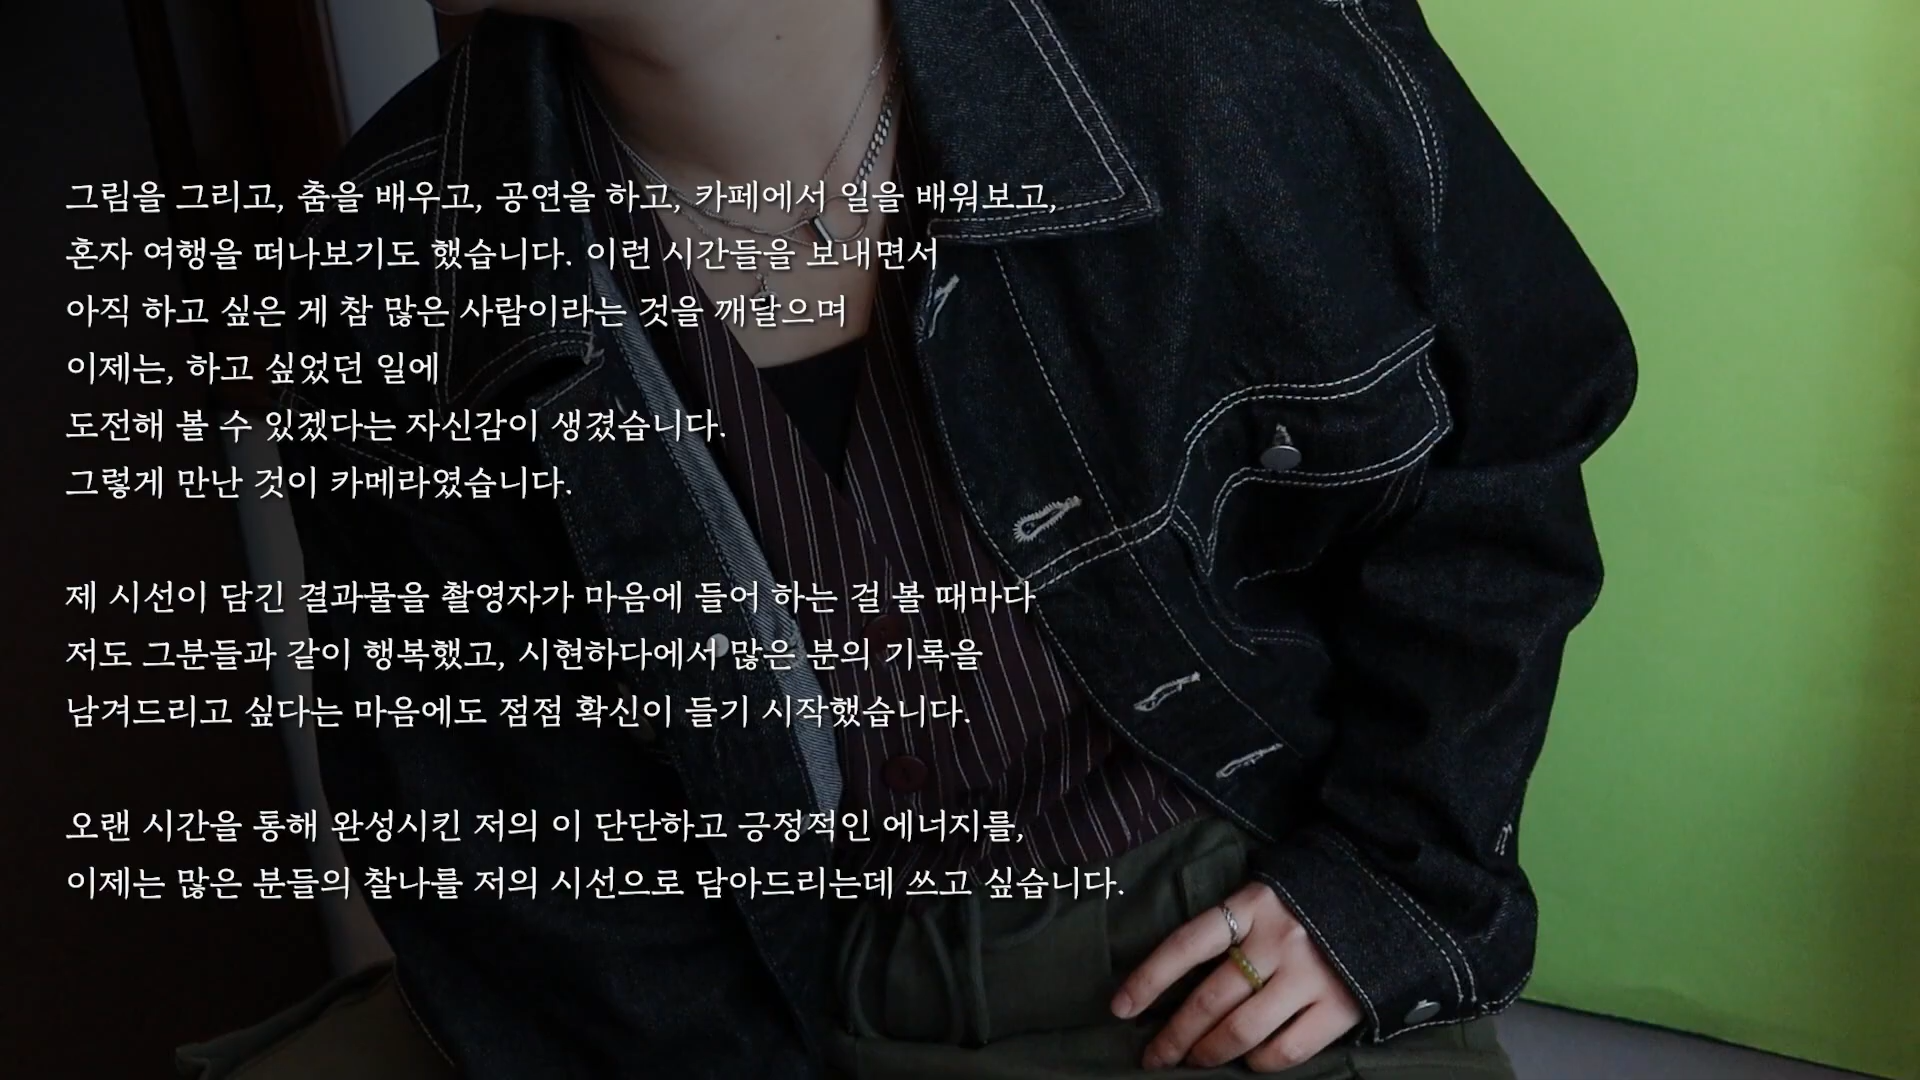 그림을 그리고, 춤을 배우고, 공연을 하고, 카페에서 일을 배워보고,
혼자 여행을 떠나보기도 했습니다. 이런 시간들을 보내면서
아직 하고 싶은 게 참 많은 사람이라는 것을 깨달으며
이제는, 하고 싶었던 일에
도전해 볼 수 있겠다는 자신감이 생겼습니다.
그렇게 만난 것이 카메라였습니다.
제 시선이 담긴 결과물을 촬영자가 마음에 들어 하는 걸 볼 때마다
저도 그분들과 같이 행복했고, 시현하다에서 많은 분의 기록을
남겨드리고 싶다는 마음에도 점점 확신이 들기 시작했습니다.
오랜 시간을 통해 완성시킨 저의 이 단단하고 긍정적인 에너지를,
이제는 많은 분들의 찰나를 저의 시선으로 담아드리는데 쓰고 싶습니다.